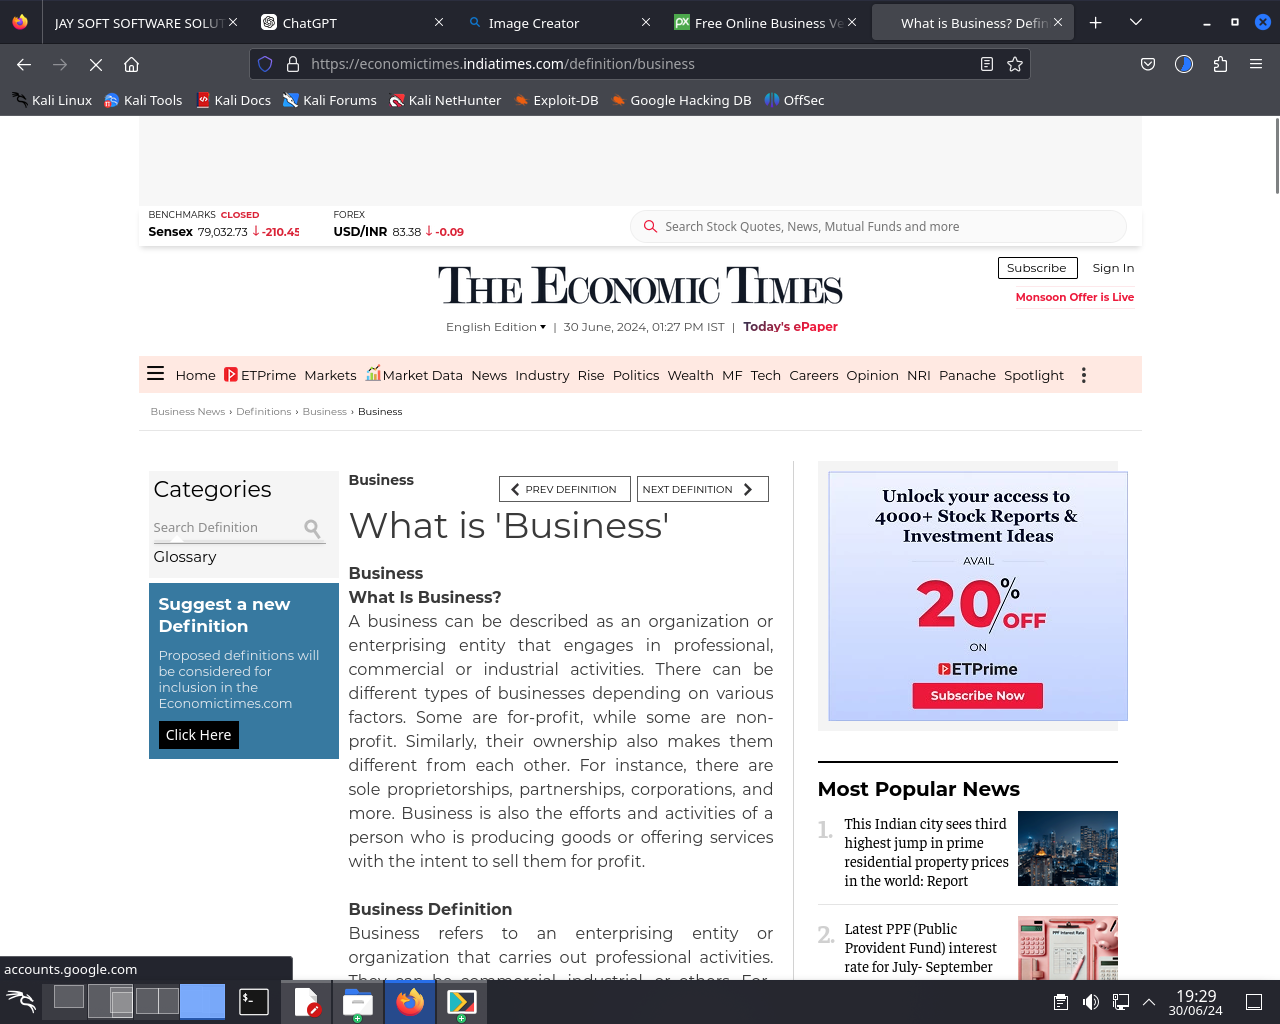 JAY SOFT SOFTWARE SOLUT
ChatGPT
Image Creator
Free Online Business Ve
What is Business? Defin
https://economictimes.indiatimes.com/definition/business
Kali Linux
Kali Tools
Kali Docs
Kali Forums
Kali NetHunter
Exploit-DB
Google Hacking DB
OffSec
BENCHMARKS CLOSED
Sensex 79,032.73 ↓-210.45
FOREX
USD/INR 83.38 ↓-0.09
Search Stock Quotes, News, Mutual Funds and more
THE ECONOMIC TIMES
Subscribe
Sign In
Monsoon Offer is Live
English Edition | 30 June, 2024, 01:27 PM IST | Today's ePaper
Home ETPrime Markets Market Data News Industry Rise Politics Wealth MF Tech Careers Opinion NRI Panache Spotlight
Business News › Definitions › Business › Business
Categories
Search Definition
Glossary
Suggest a new
Definition
Proposed definitions will
be considered for
inclusion in the
Economictimes.com
Click Here
Business
PREV DEFINITION
NEXT DEFINITION
What is 'Business'
Business
What Is Business?
A business can be described as an organization or
enterprising entity that engages in professional,
commercial or industrial activities. There can be
different types of businesses depending on various
factors. Some are for-profit, while some are non-
profit. Similarly, their ownership also makes them
different from each other. For instance, there are
sole proprietorships, partnerships, corporations, and
more. Business is also the efforts and activities of a
person who is producing goods or offering services
with the intent to sell them for profit.
Business Definition
Business refers to an enterprising entity or
organization that carries out professional activities.
They can be commercial, industrial, or others. For-
Unlock your access to
4000+ Stock Reports &
Investment Ideas
AVAIL
20% OFF
ON
ETPrime
Subscribe Now
Most Popular News
1.
This Indian city sees third
highest jump in prime
residential property prices
in the world: Report
2.
Latest PPF (Public
Provident Fund) interest
rate for July- September
PPF Interest Rate
accounts.google.com
19:29
30/06/24